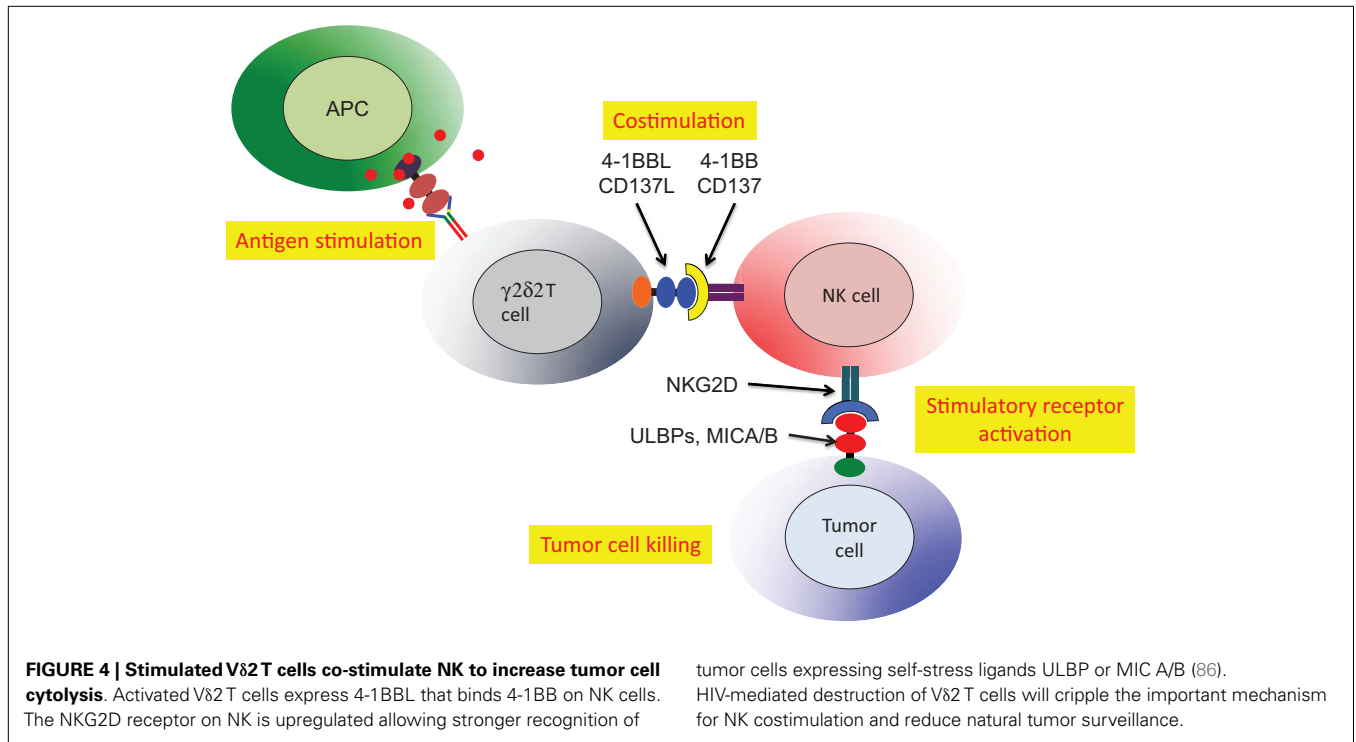 APC
Costimulation
4-1BBL 4-1BB
CD137L CD137
Antigen stimulation
γ2δ2 T
cell
NK cell
NKG2D
Stimulatory receptor
activation
ULBPs, MICA/B
Tumor cell killing
Tumor
cell
FIGURE 4 | Stimulated Vδ2 T cells co-stimulate NK to increase tumor cell
cytolysis. Activated Vδ2 T cells express 4-1BBL that binds 4-1BB on NK cells.
The NKG2D receptor on NK is upregulated allowing stronger recognition of
tumor cells expressing self-stress ligands ULBP or MIC A/B (86).
HIV-mediated destruction of Vδ2 T cells will cripple the important mechanism
for NK costimulation and reduce natural tumor surveillance.